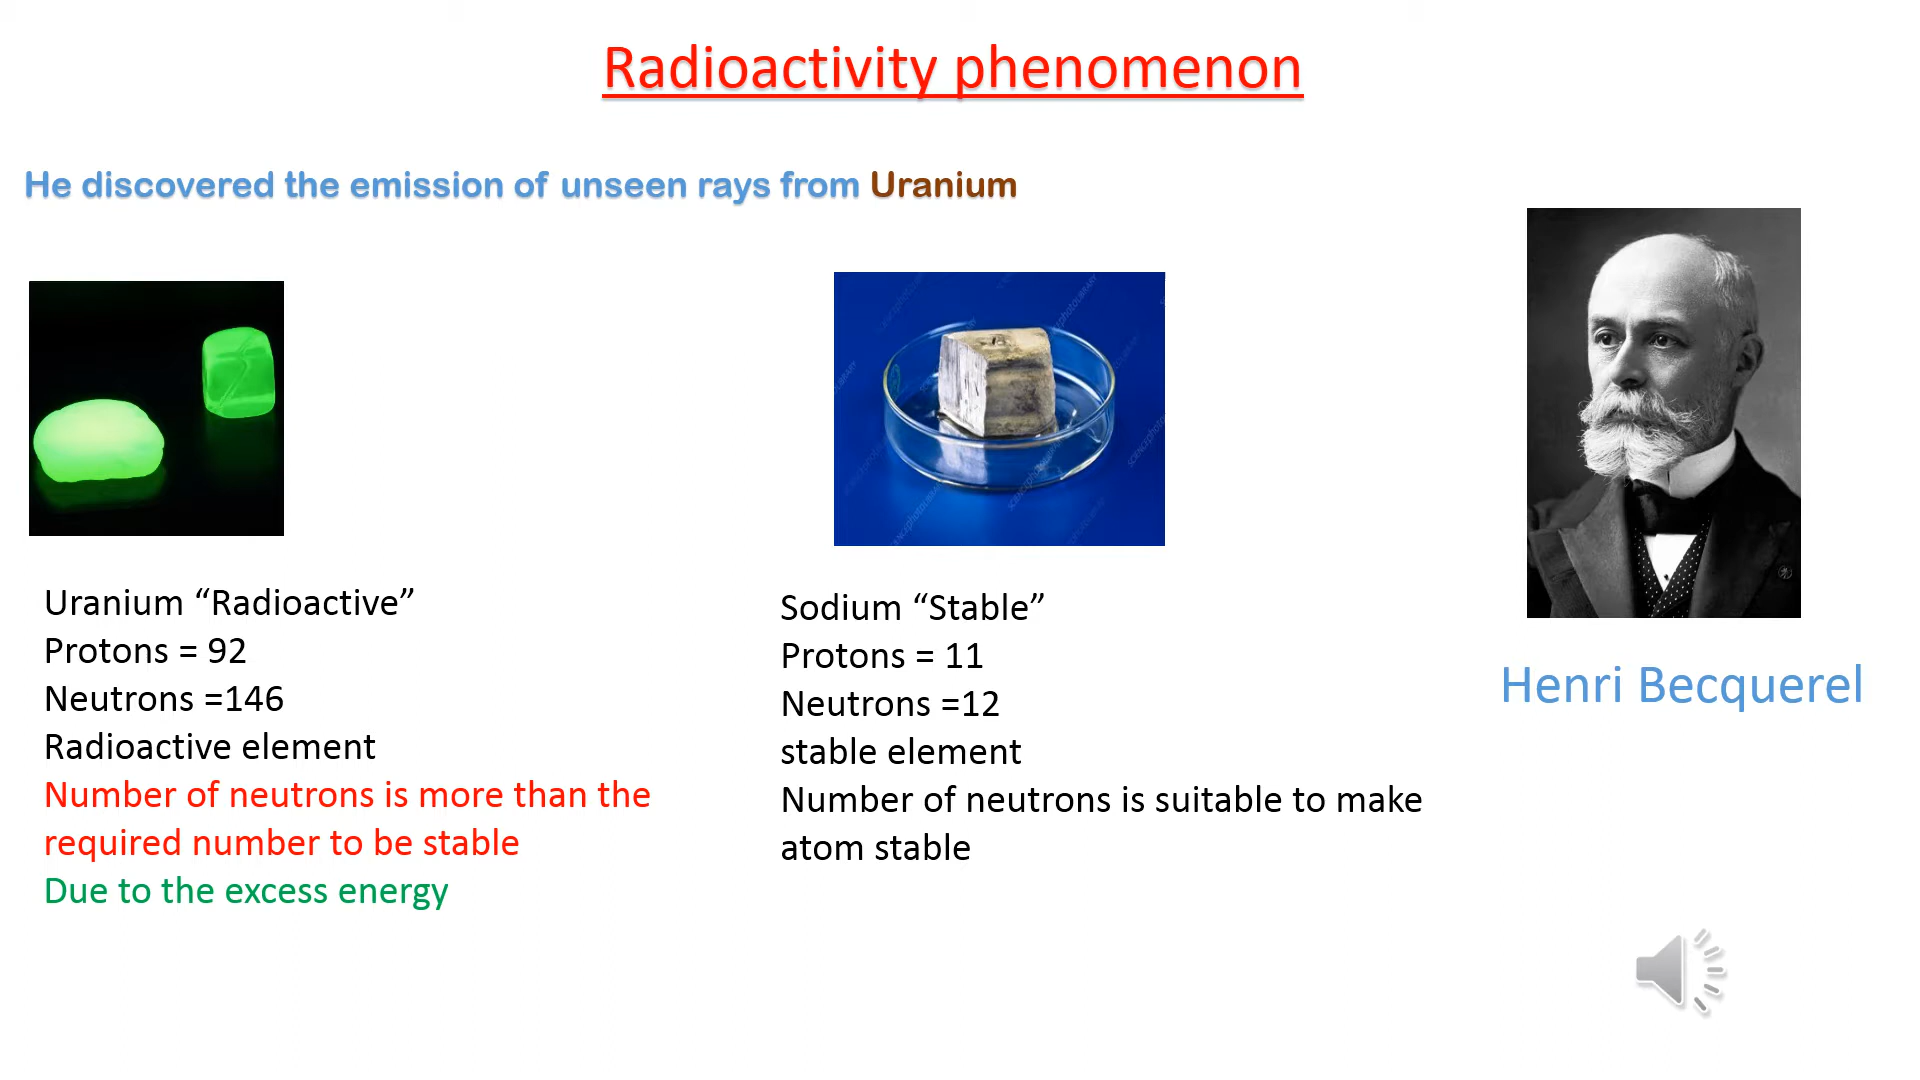 Radioactivity phenomenon
He discovered the emission of unseen rays from Uranium
Uranium “Radioactive”
Protons = 92
Neutrons =146
Radioactive element
Number of neutrons is more than the
required number to be stable
Due to the excess energy
Sodium “Stable”
Protons = 11
Neutrons =12
stable element
Number of neutrons is suitable to make
atom stable
Henri Becquerel